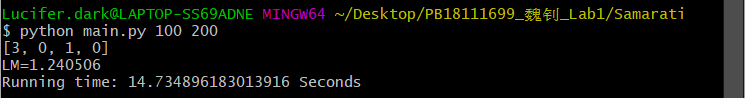 Lucifer.dark@LAPTOP-SS69ADNE MINGW64 ~/Desktop/PB18111699_魏钊_Lab1/Samarati
$ python main.py 100 200
[3, 0, 1, 0]
LM=1.240506
Running time: 14.734896183013916 Seconds